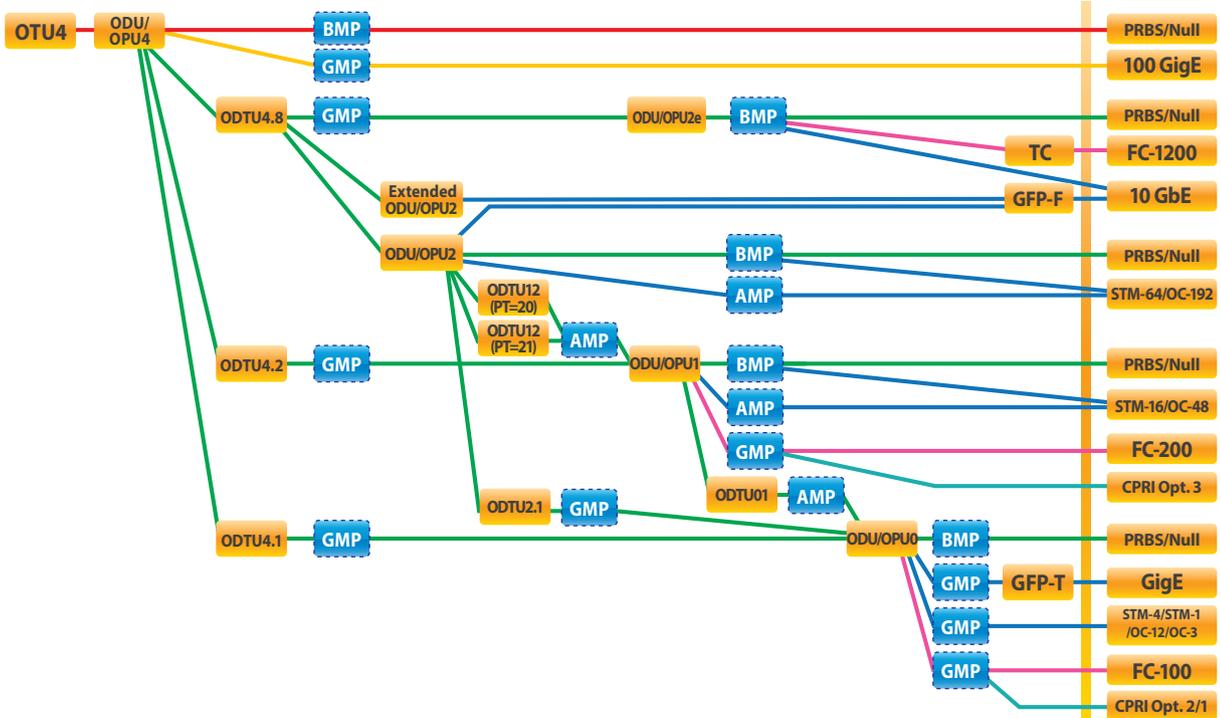 OTU4
ODU/
OPU4
BMP
PRBS/Null
GMP
100 GigE
ODTU4.8
GMP
ODU/OPU2e
BMP
PRBS/Null
TC
FC-1200
Extended
ODU/OPU2
GFP-F
10 GbE
ODU/OPU2
BMP
PRBS/Null
ODTU12
(PT=20)
AMP
STM-64/OC-192
ODTU12
(PT=21)
AMP
ODTU4.2
GMP
ODU/OPU1
BMP
PRBS/Null
AMP
STM-16/OC-48
GMP
FC-200
CPRI Opt. 3
ODTU01
AMP
ODTU2.1
GMP
ODTU4.1
GMP
ODU/OPU0
BMP
PRBS/Null
GMP
GFP-T
GigE
GMP
STM-4/STM-1
/OC-12/OC-3
GMP
FC-100
CPRI Opt. 2/1